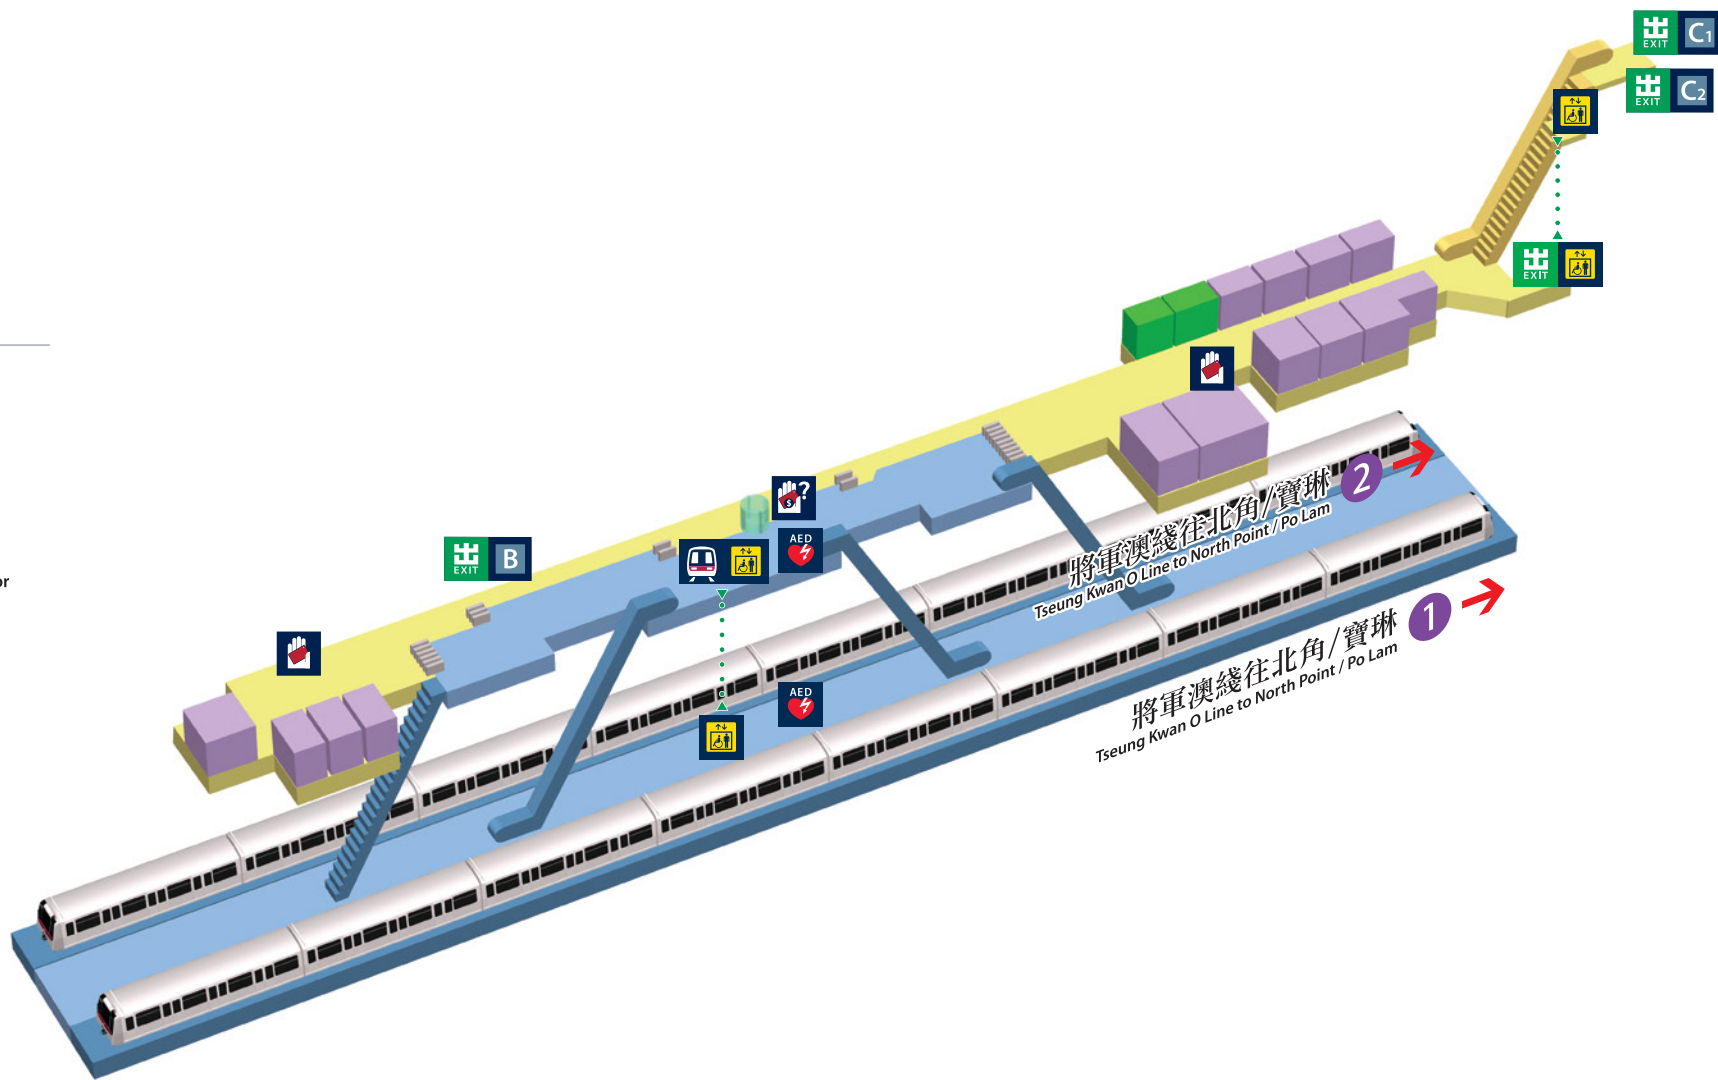 出
EXIT
C1
出
EXIT
C2
出
EXIT
?
$
AED
出
EXIT
B
or
將軍澳綫往北角/寶琳 2
Tseung Kwan O Line to North Point / Po Lam
AED
將軍澳綫往北角/寶琳 1
Tseung Kwan O Line to North Point / Po Lam